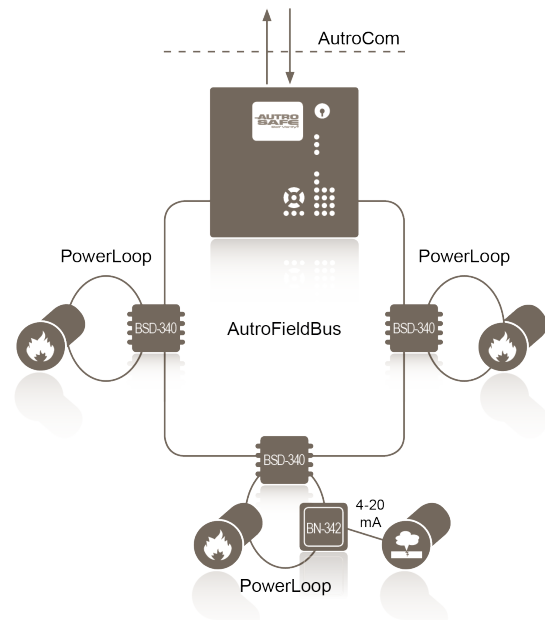 AutroCom
AUTRO
SAFE
PowerLoop
PowerLoop
BSD-340
AutroFieldBus
BSD-340
BSD-340
4-20
mA
BN-342
PowerLoop